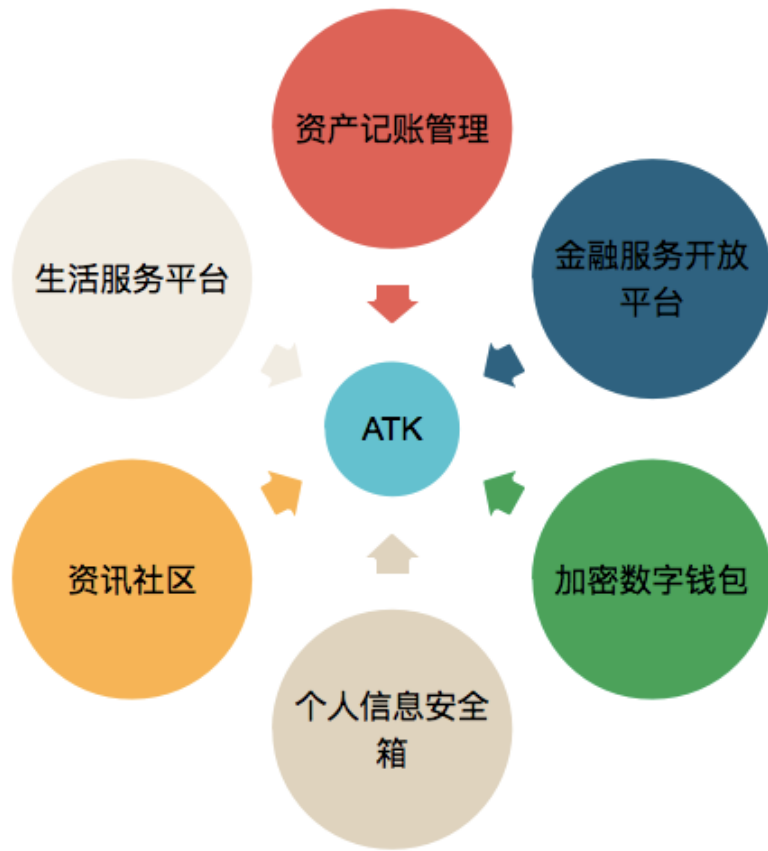 资产记账管理
生活服务平台
金融服务开放
平台
ATK
资讯社区
加密数字钱包
个人信息安全
箱